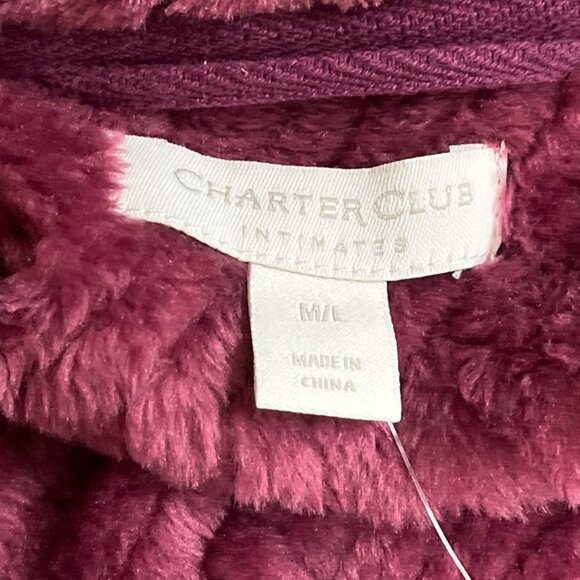 CHARTER CLUB
INTIMATES
M/L
MADE IN
CHINA